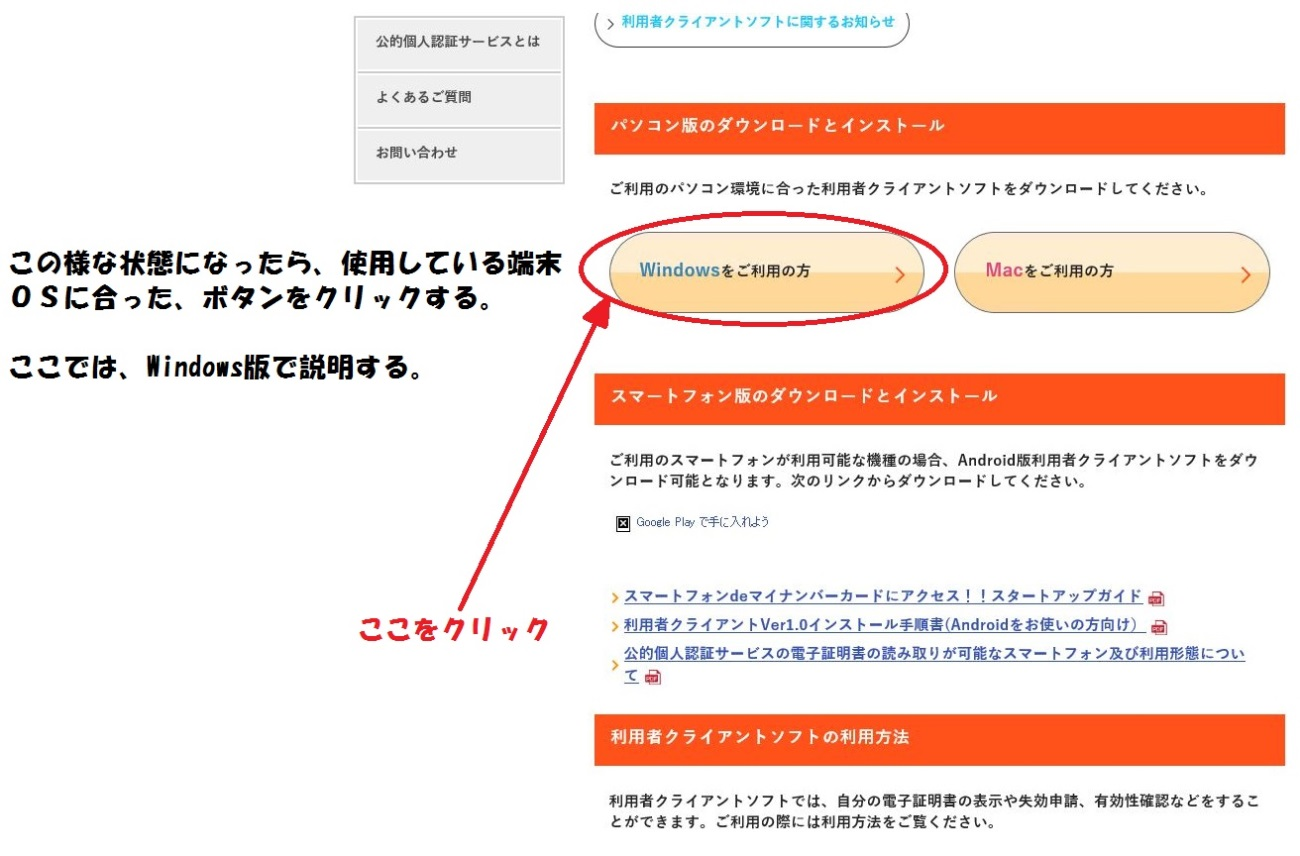 公的個人認証サービスとは
よくあるご質問
お問い合わせ
利用者クライアントソフトに関するお知らせ
パソコン版のダウンロードとインストール
ご利用のパソコン環境に合った利用者クライアントソフトをダウンロードしてください。
この様な状態になったら、使用している端末
ＯＳに合った、ボタンをクリックする。
ここでは、Windows版で説明する。
Windowsをご利用の方
Macをご利用の方
スマートフォン版のダウンロードとインストール
ご利用のスマートフォンが利用可能な機種の場合、Android版利用者クライアントソフトをダウ
ンロード可能となります。次のリンクからダウンロードしてください。
Google Play で手に入れよう
ここをクリック
スマートフォンdeマイナンバーカードにアクセス！！スタートアップガイド
利用者クライアントVer1.0インストール手順書(Androidをお使いの方向け）
公的個人認証サービスの電子証明書の読み取りが可能なスマートフォン及び利用形態につい
て
利用者クライアントソフトの利用方法
利用者クライアントソフトでは、自分の電子証明書の表示や失効申請、有効性確認などをするこ
とができます。ご利用の際には利用方法をご覧ください。